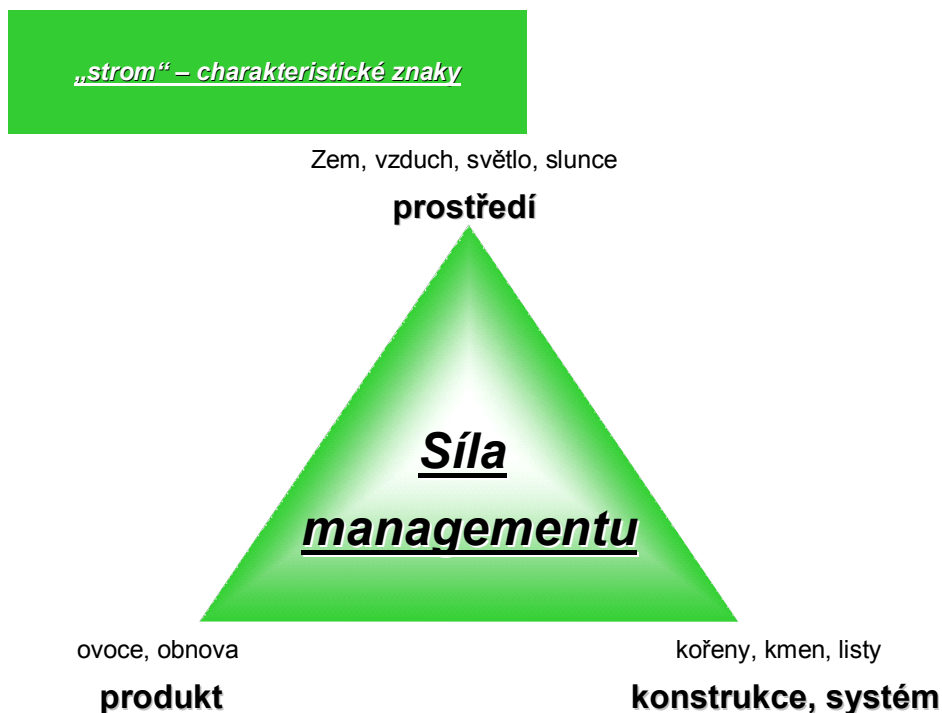 „strom“ – charakteristické znaky
Zem, vzduch, světlo, slunce
prostředí
Síla
managementu
ovoce, obnova
produkt
kořeny, kmen, listy
konstrukce, systém